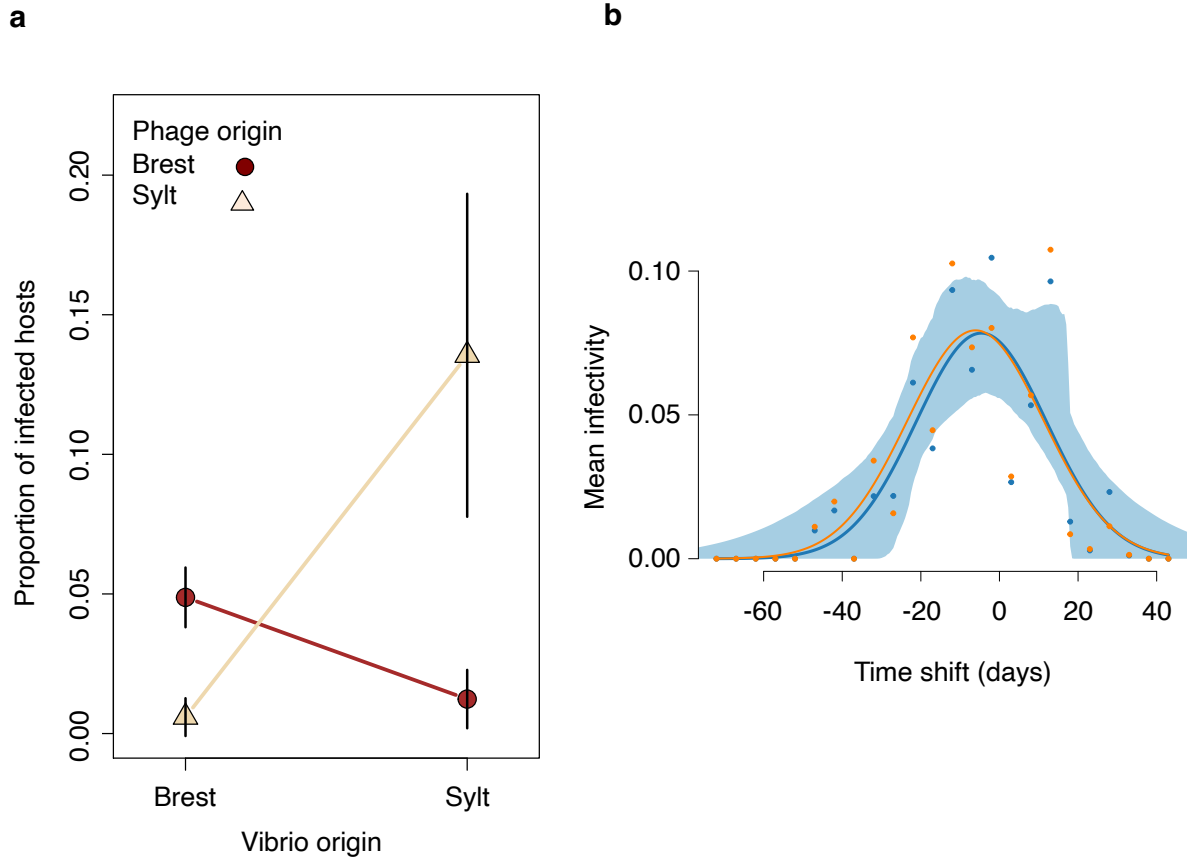 a
Phage origin
Brest
Sylt
Proportion of infected hosts
0.20
0.15
0.10
0.05
0.00
Brest
Sylt
Vibrio origin
b
Mean infectivity
0.10
0.05
0.00
-60
-40
-20
0
20
40
Time shift (days)